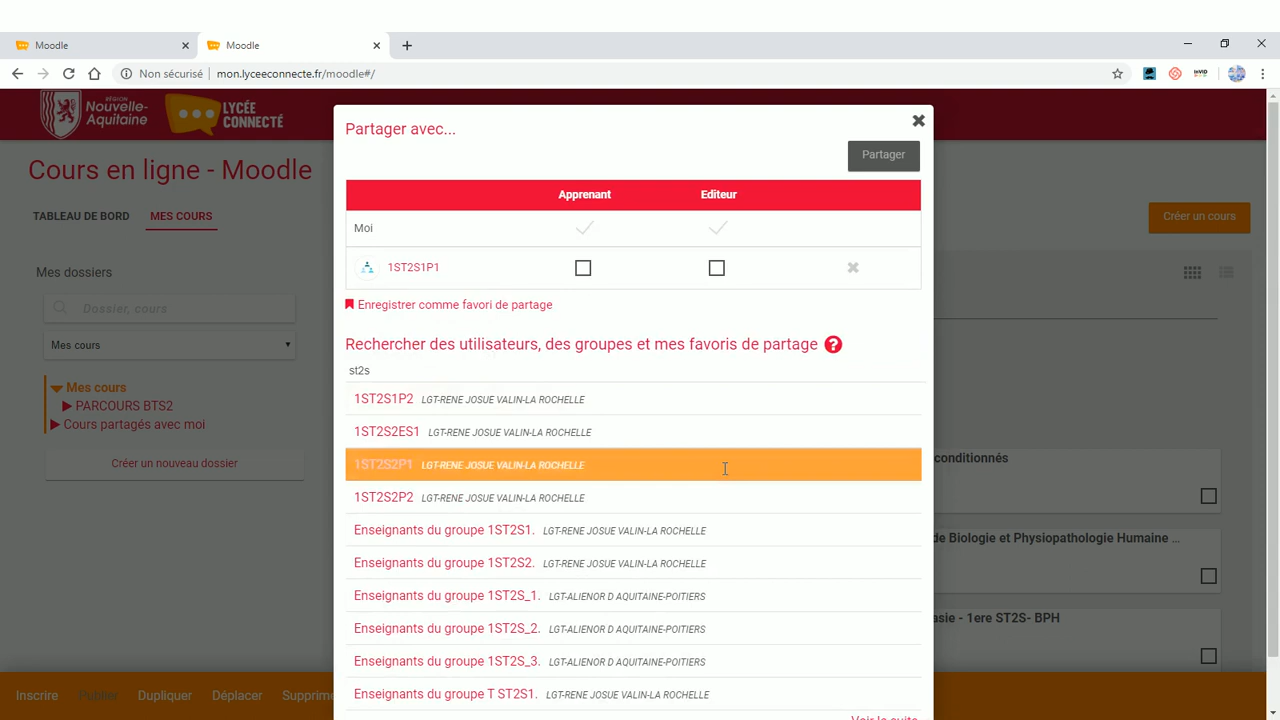 Moodle
Moodle
Non sécurisé
mon.lyceeconnecte.fr/moodle#/
RÉGION
Nouvelle-
Aquitaine
LYCÉE
CONNECTÉ
Cours en ligne - Moodle
TABLEAU DE BORD
MES COURS
Créer un cours
Mes dossiers
Dossier, cours
Mes cours
Mes cours
PARCOURS BTS2
Cours partagés avec moi
Créer un nouveau dossier
Partager avec...
Partager
Apprenant Editeur
Moi
1ST2S1P1
Enregistrer comme favori de partage
Rechercher des utilisateurs, des groupes et mes favoris de partage ?
st2s
1ST2S1P2 LGT-RENE JOSUE VALIN-LA ROCHELLE
1ST2S2ES1 LGT-RENE JOSUE VALIN-LA ROCHELLE
1ST2S2P1 LGT-RENE JOSUE VALIN-LA ROCHELLE
1ST2S2P2 LGT-RENE JOSUE VALIN-LA ROCHELLE
Enseignants du groupe 1ST2S1. LGT-RENE JOSUE VALIN-LA ROCHELLE
Enseignants du groupe 1ST2S2. LGT-RENE JOSUE VALIN-LA ROCHELLE
Enseignants du groupe 1ST2S_1. LGT-ALIENOR D AQUITAINE-POITIERS
Enseignants du groupe 1ST2S_2. LGT-ALIENOR D AQUITAINE-POITIERS
Enseignants du groupe 1ST2S_3. LGT-ALIENOR D AQUITAINE-POITIERS
Enseignants du groupe T ST2S1. LGT-RENE JOSUE VALIN-LA ROCHELLE
Voir la suite
conditionnés
de Biologie et Physiopathologie Humaine ...
asie - 1ere ST2S- BPH
Inscrire Publier Dupliquer Déplacer Supprime